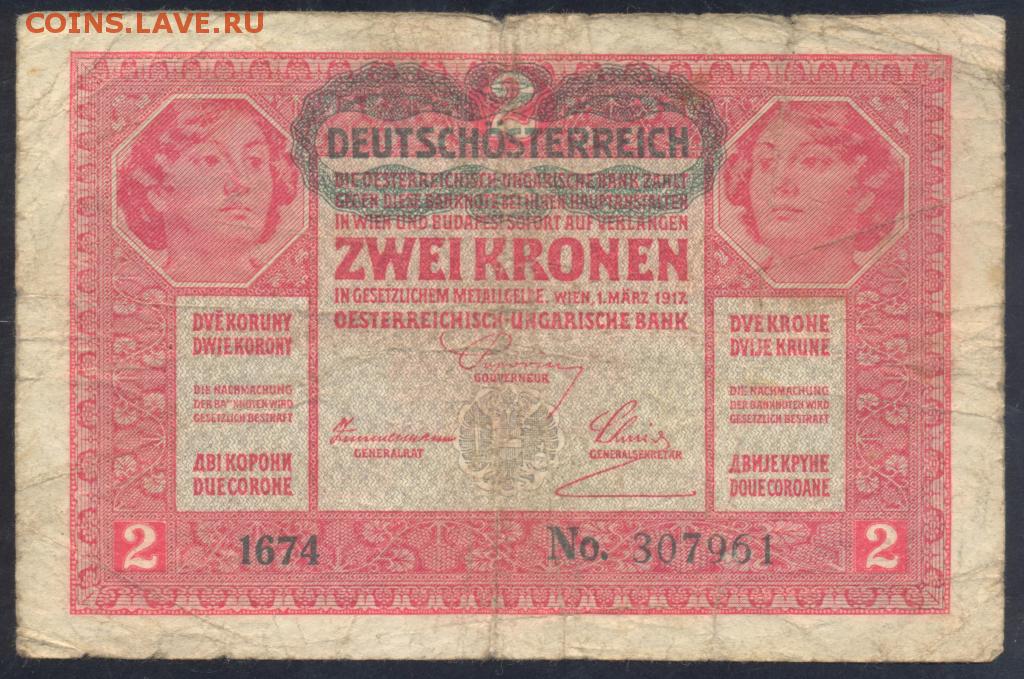 COINS.LAVE.RU
2
DEUTSCHÖSTERREICH
DIE OESTERREICHISCH-UNGARISCHE BANK ZAHLT
GEGEN DIESE BANKNOTE BEI IHREN HAUPTANSTALTEN
IN WIEN UND BUDAPEST SOFORT AUF VERLANGEN
ZWEI KRONEN
IN GESETZLICHEM METALLGELDE. WIEN, 1. MÄRZ 1917.
OESTERREICHISCH-UNGARISCHE BANK
GOUVERNEUR
GENERALRAT
GENERALSEKRETÄR
DVĚ KORUNY
DWIE KORONY
DIE NACHMACHUNG
DER BANKNOTEN WIRD
GESETZLICH BESTRAFT
ДВІ КОРОНИ
DUE CORONE
DVE KRONE
DVIJE KRUNE
DIE NACHMACHUNG
DER BANKNOTEN WIRD
GESETZLICH BESTRAFT
ДВИЈЕ КРУНЕ
DOUE COROANE
2
1674
No. 307961
2